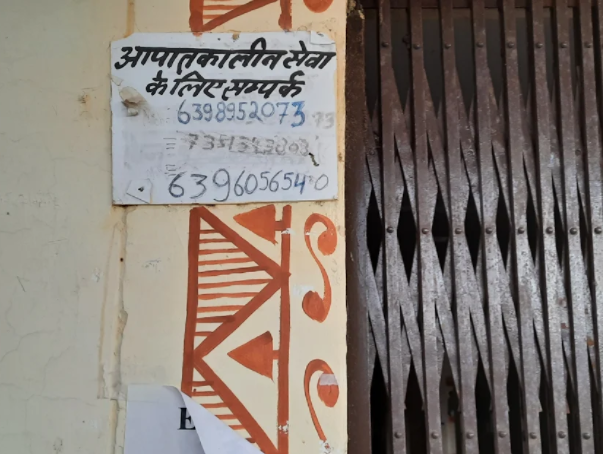 आपातकालीन सेवा
के लिए सम्पर्क
6398952073
6396056540
E